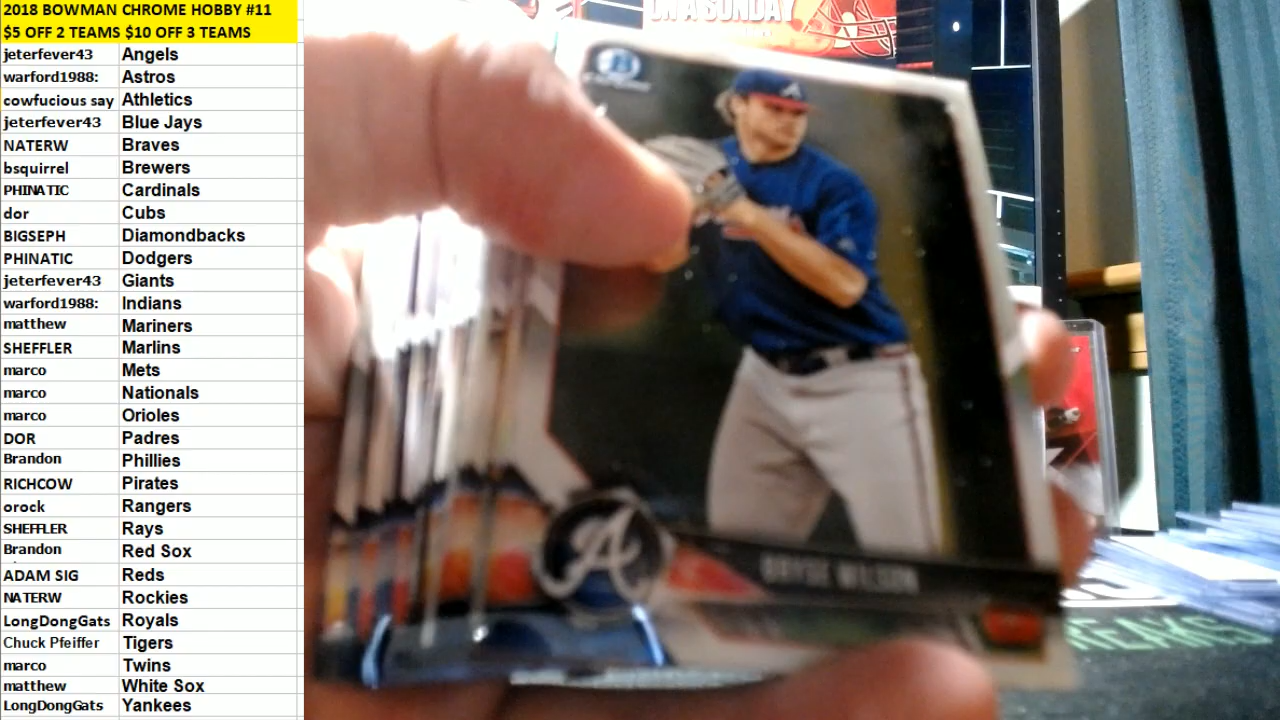 2018 BOWMAN CHROME HOBBY #11
$5 OFF 2 TEAMS $10 OFF 3 TEAMS
jeterfever43 Angels
warford1988: Astros
cowfucious say Athletics
jeterfever43 Blue Jays
NATERW Braves
bsquirrel Brewers
PHINATIC Cardinals
dor Cubs
BIGSEPH Diamondbacks
PHINATIC Dodgers
jeterfever43 Giants
warford1988: Indians
matthew Mariners
SHEFFLER Marlins
marco Mets
marco Nationals
marco Orioles
DOR Padres
Brandon Phillies
RICHCOW Pirates
orock Rangers
SHEFFLER Rays
Brandon Red Sox
ADAM SIG Reds
NATERW Rockies
LongDongGats Royals
Chuck Pfeiffer Tigers
marco Twins
matthew White Sox
LongDongGats Yankees
ON A SUNDAY
B
A
A
BRYSE WILSON
REAKS